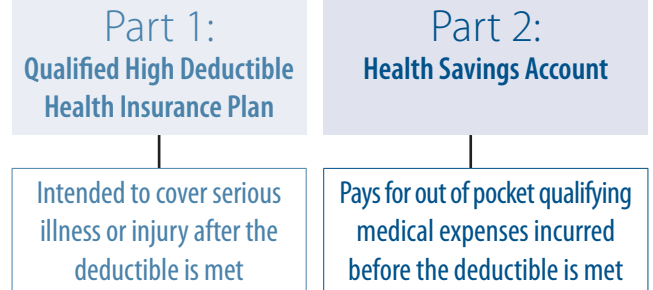 Part 1:
Qualified High Deductible
Health Insurance Plan
Intended to cover serious
illness or injury after the
deductible is met
Part 2:
Health Savings Account
Pays for out of pocket qualifying
medical expenses incurred
before the deductible is met